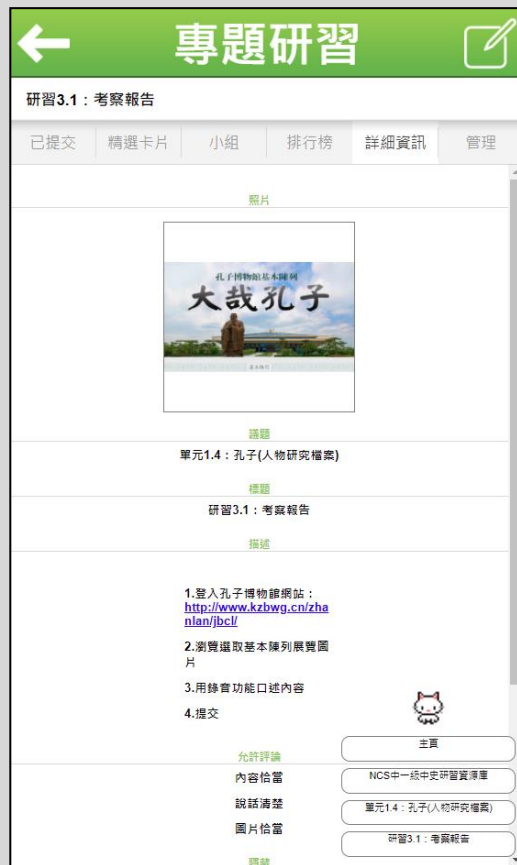 專題研習
研習3.1：考察報告
已提交 精選卡片 小組 排行榜 詳細資訊 管理
照片
孔子博物館基本陳列
大哉孔子
議題
單元1.4：孔子(人物研究檔案)
標題
研習3.1：考察報告
描述
1.登入孔子博物館網站：
http://www.kzbwg.cn/zha
nlan/jbcl/
2.瀏覽選取基本陳列展覽圖
片
3.用錄音功能口述內容
4.提交
主頁
允許評論
內容恰當
NCS中一級中史研習資源庫
說話清楚
單元1.4：孔子(人物研究檔案)
圖片恰當
研習3.1：考察報告
隱藏